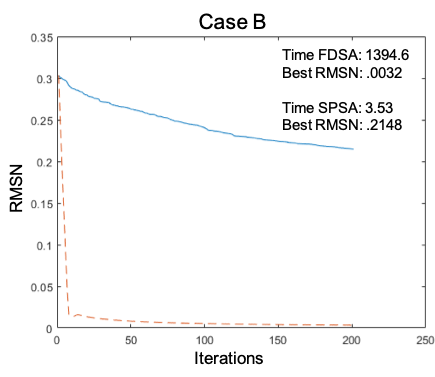 Case B
Time FDSA: 1394.6
Best RMSN: .0032
Time SPSA: 3.53
Best RMSN: .2148
RMSN
0.35
0.3
0.25
0.2
0.15
0.1
0.05
0
0
50
100
150
200
250
Iterations